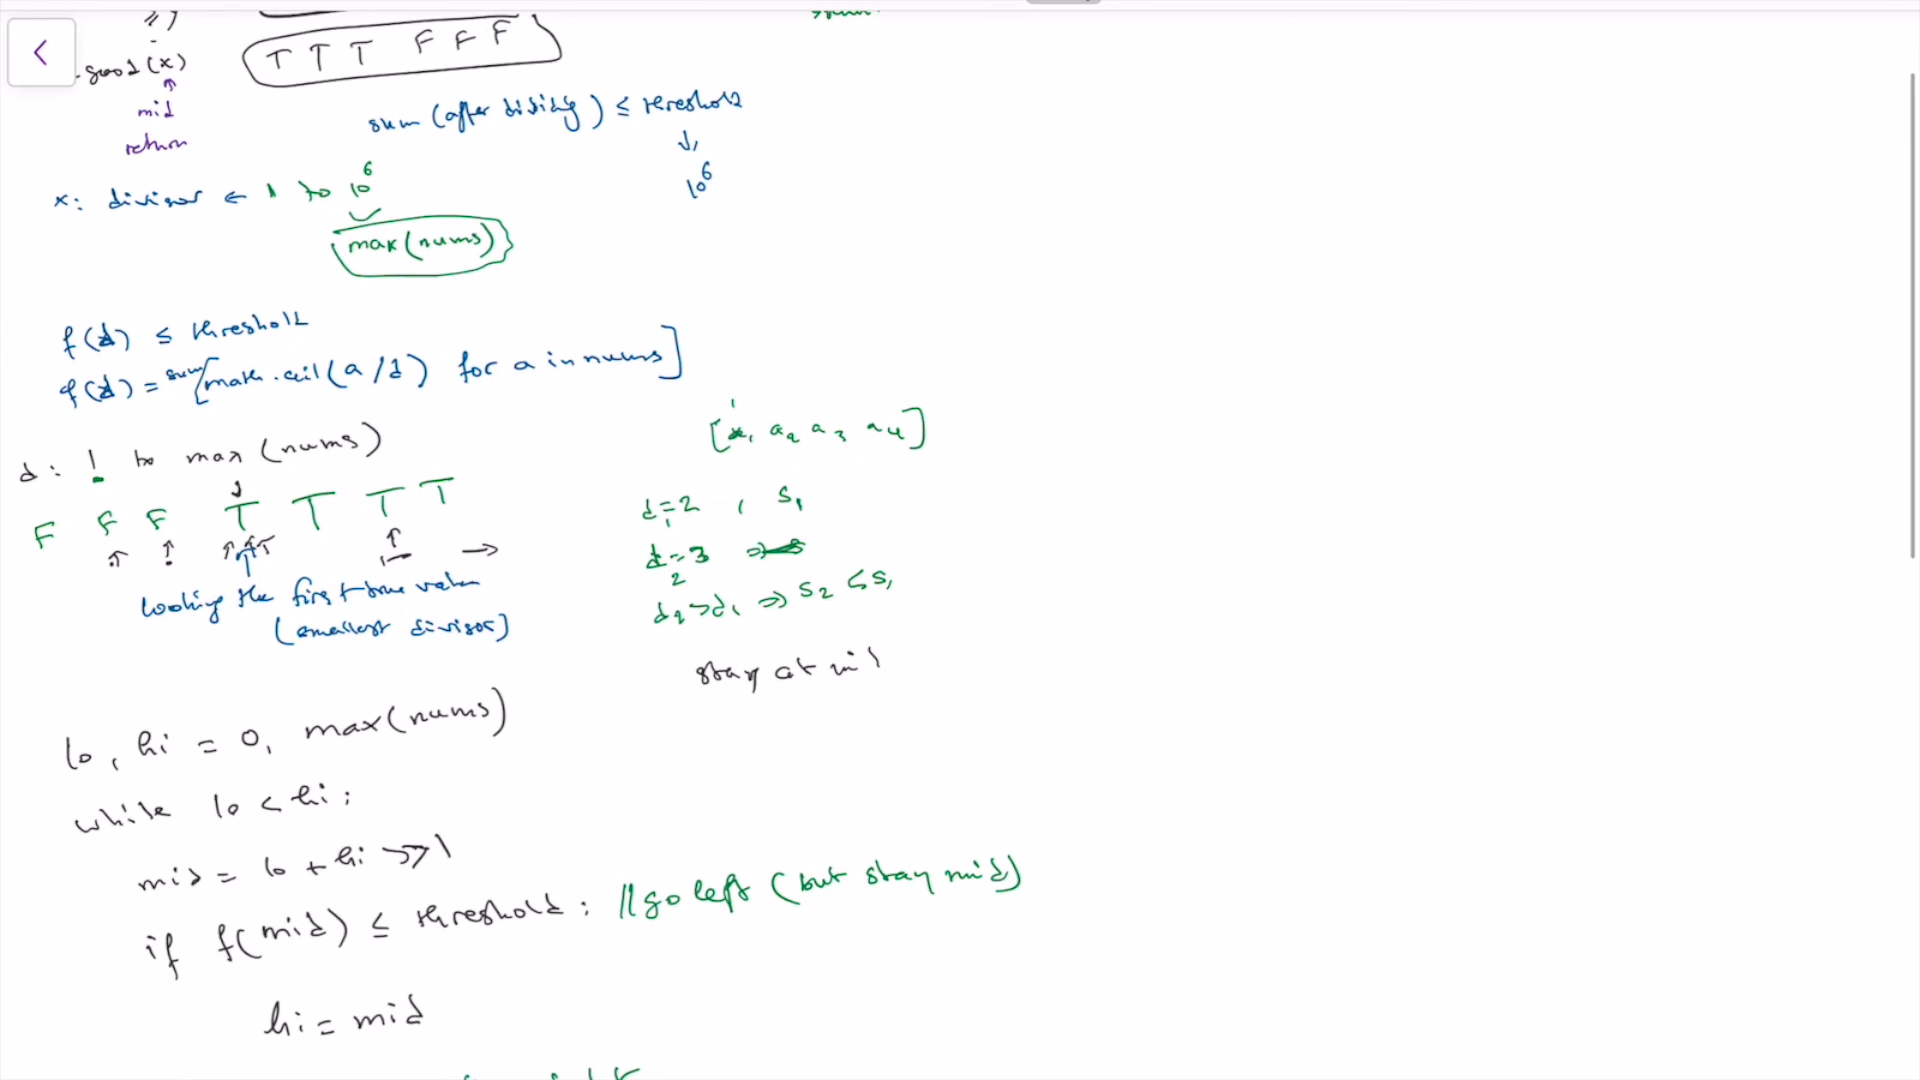 good(x)
T T T F F F
mid
return
sum (after dividing) ≤ threshold
10^6
x: divisor ← 1 to 10^6
max(nums)
f(d) ≤ threshold
f(d) = sum[math.ceil(a/d) for a in nums]
d: 1 to max(nums)
F F F T T T T
looking the first true value
(smallest divisor)
[x, a2 a3 a4]
d1=2, s1
d2=3 ⇒
d2>d1 ⇒ s2 ≤ s1
stay at mid
lo, hi = 0, max(nums)
while lo < hi:
mid = lo + hi >>1
if f(mid) ≤ threshold: // go left (but stay mid)
hi = mid